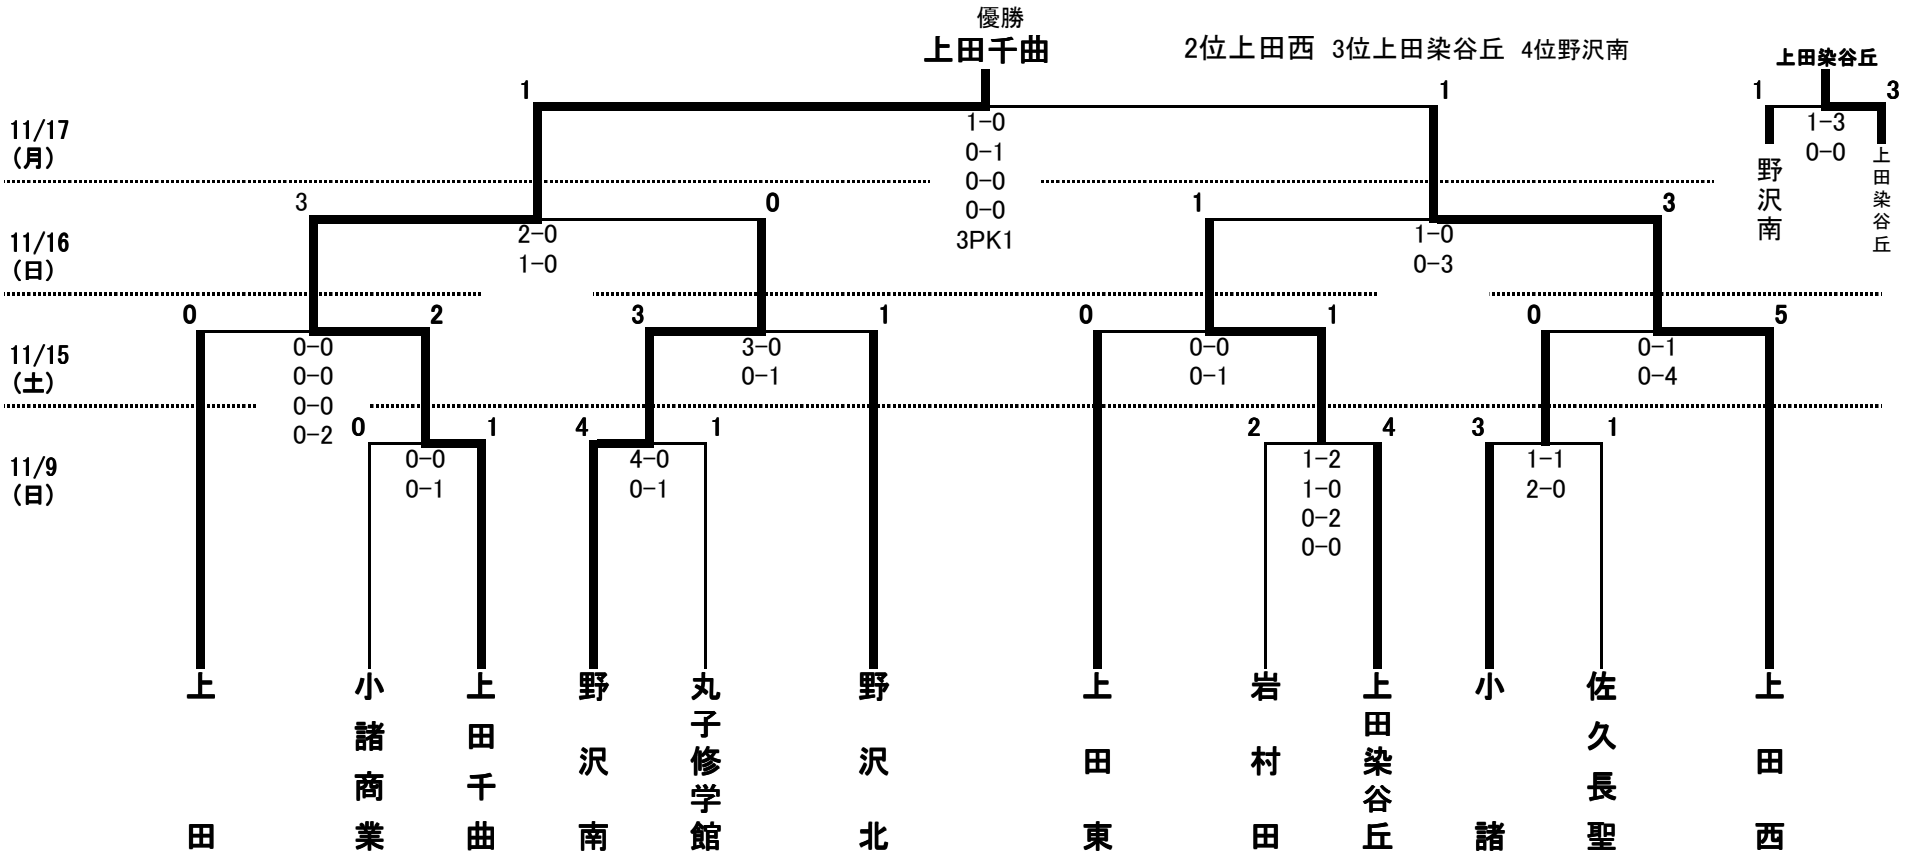 優勝
上田千曲
2位上田西 3位上田染谷丘 4位野沢南
上田染谷丘
1
1
1
3
11/17
(月)
1-0
0-1
0-0
0-0
3PK1
1-3
0-0
野沢南
上田染谷丘
3
0
1
3
11/16
(日)
2-0
1-0
1-0
0-3
0
2
3
1
0
1
0
5
11/15
(土)
0-0
0-0
0-0
0-2
3-0
0-1
0-0
0-1
0-1
0-4
0
1
4
1
2
4
3
1
11/9
(日)
0-0
0-1
4-0
0-1
1-2
1-0
0-2
0-0
1-1
2-0
上田
小諸商業
上田千曲
野沢南
丸子修学館
野沢北
上田東
岩村田
上田染谷丘
小諸
佐久長聖
上田西